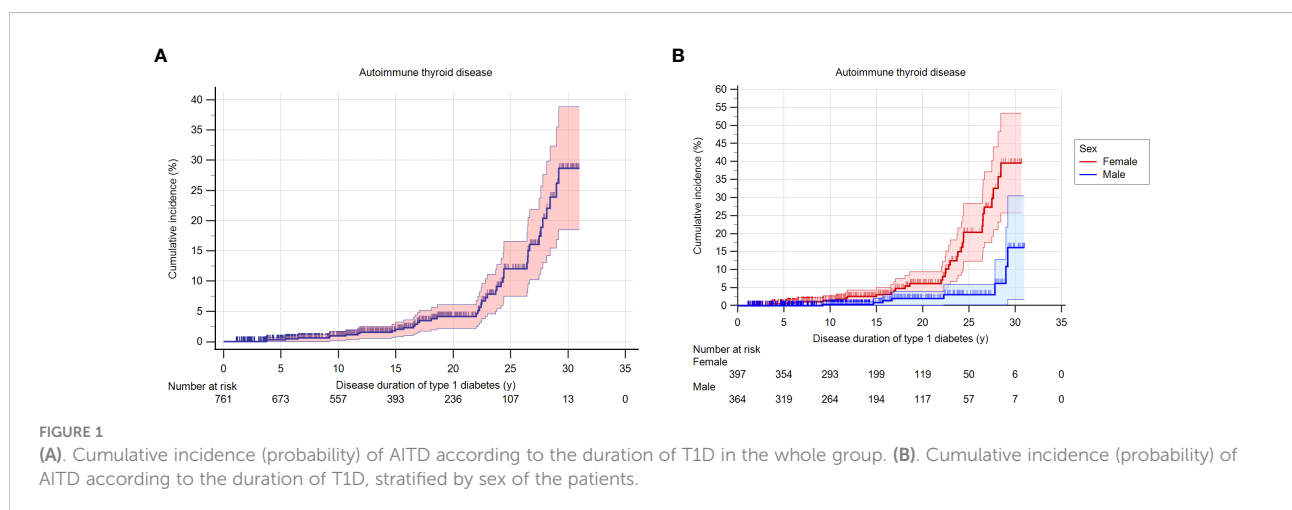 A
Autoimmune thyroid disease
Cumulative incidence (%)
40
35
30
25
20
15
10
5
0
0 5 10 15 20 25 30 35
Number at risk
Disease duration of type 1 diabetes (y)
761 673 557 393 236 107 13 0
B
Autoimmune thyroid disease
Cumulative incidence (%)
60
55
50
45
40
35
30
25
20
15
10
5
0
0 5 10 15 20 25 30 35
Disease duration of type 1 diabetes (y)
Number at risk
Female
397 354 293 199 119 50 6 0
Male
364 319 264 194 117 57 7 0
Sex
Female
Male
FIGURE 1
(A). Cumulative incidence (probability) of AITD according to the duration of T1D in the whole group. (B). Cumulative incidence (probability) of
AITD according to the duration of T1D, stratified by sex of the patients.